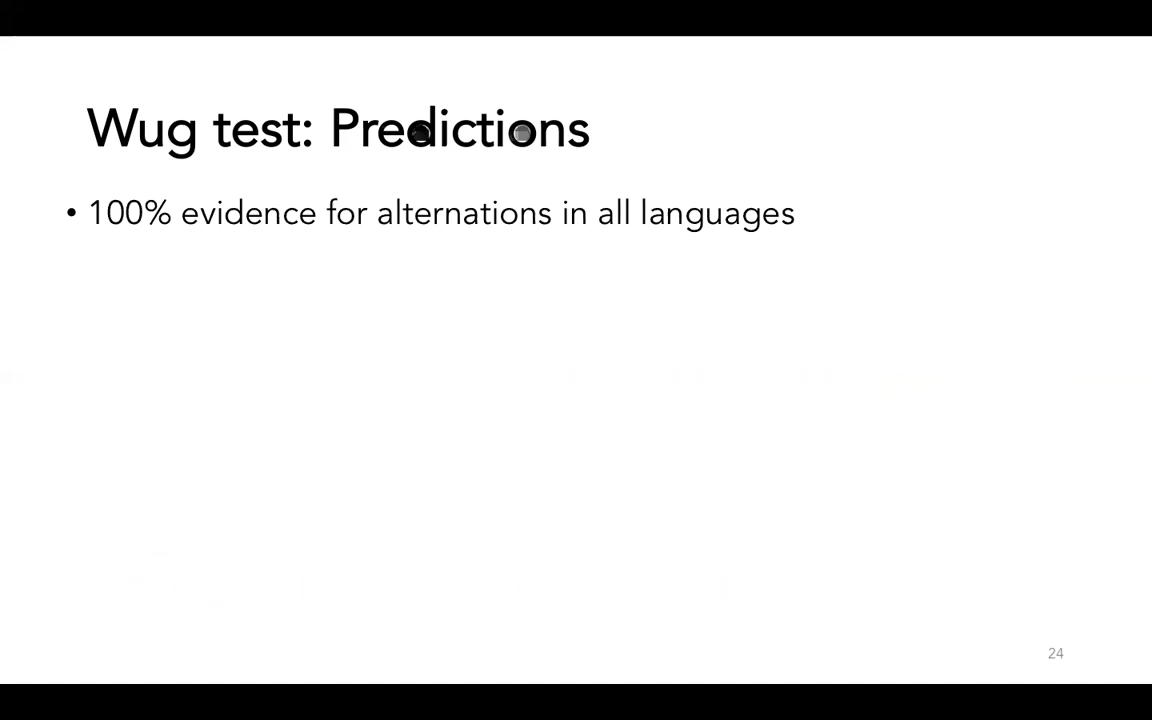 Wug test: Predictions
• 100% evidence for alternations in all languages
24